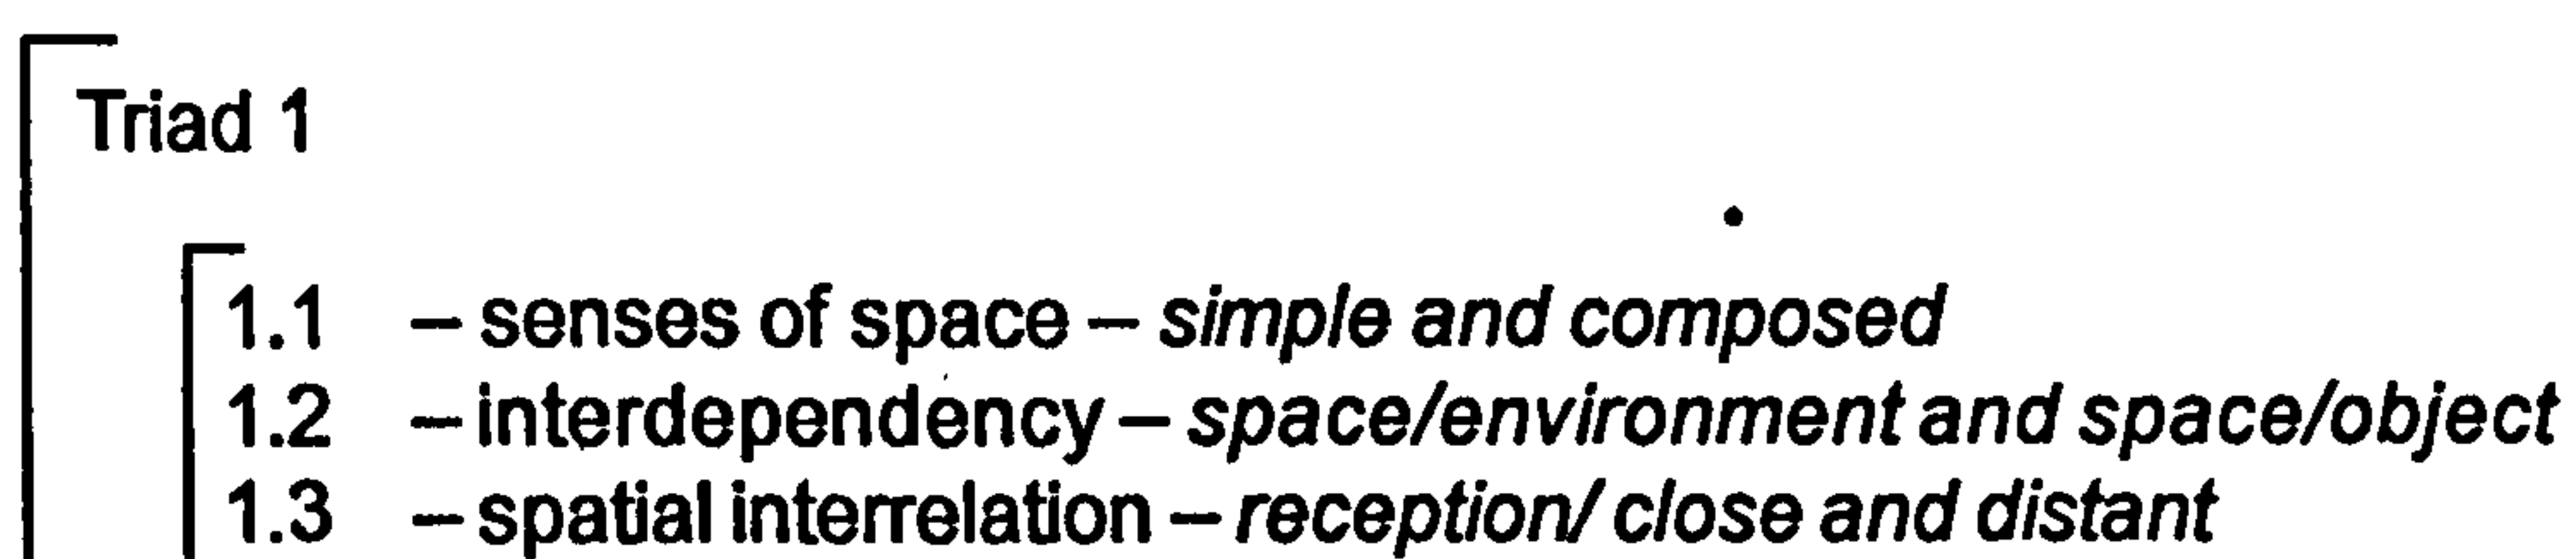 Triad 1
1.1 – senses of space – simple and composed
1.2 – interdependency – space/environment and space/object
1.3 – spatial interrelation – reception/ close and distant